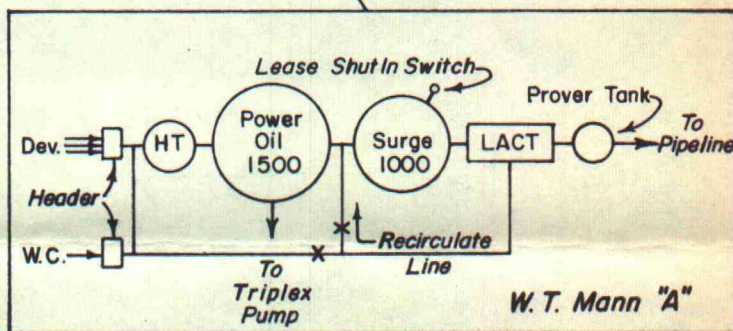 Lease Shut In Switch
Prover Tank
To
Pipeline
Dev.
HT
Power
Oil
1500
Surge
1000
LACT
Header
W.C.
To
Triplex
Pump
Recirculate
Line
W. T. Mann "A"